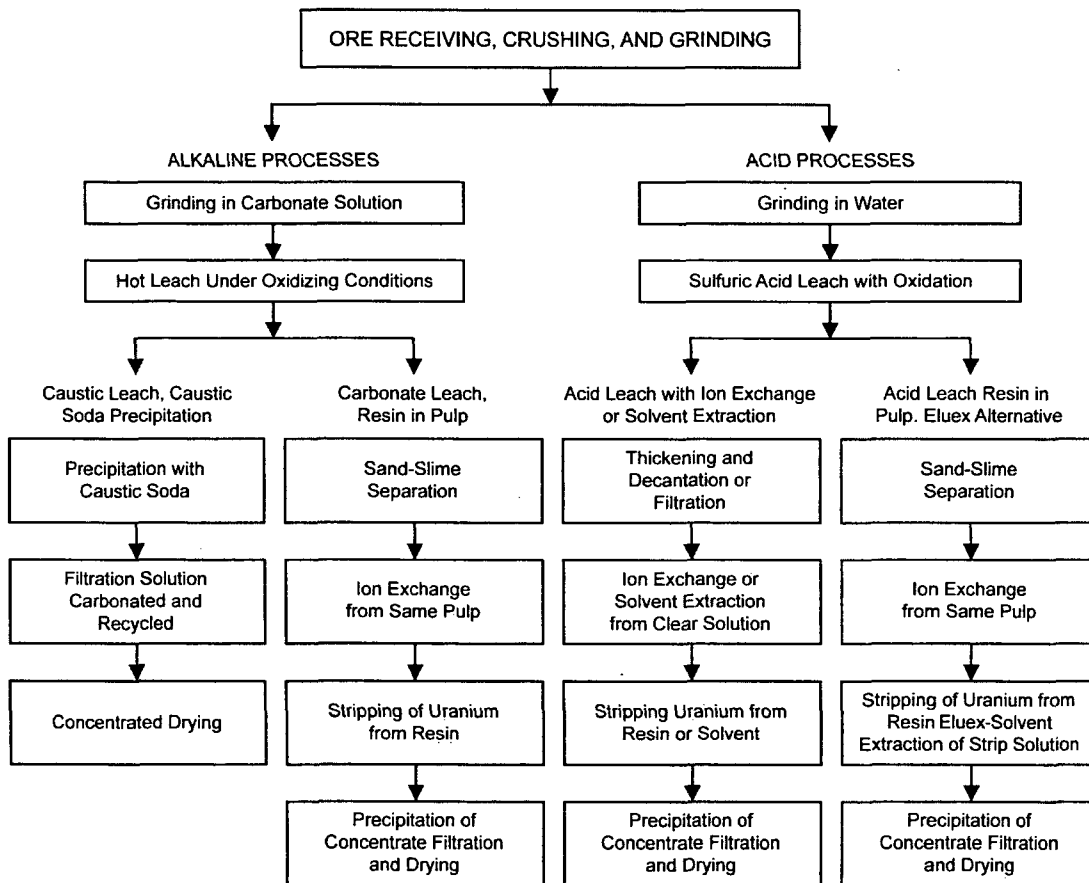 ORE RECEIVING, CRUSHING, AND GRINDING
ALKALINE PROCESSES
Grinding in Carbonate Solution
Hot Leach Under Oxidizing Conditions
ACID PROCESSES
Grinding in Water
Sulfuric Acid Leach with Oxidation
Caustic Leach, Caustic
Soda Precipitation
Precipitation with
Caustic Soda
Filtration Solution
Carbonated and
Recycled
Concentrated Drying
Carbonate Leach,
Resin in Pulp
Sand-Slime
Separation
Ion Exchange
from Same Pulp
Stripping of Uranium
from Resin
Precipitation of
Concentrate Filtration
and Drying
Acid Leach with Ion Exchange
or Solvent Extraction
Thickening and
Decantation or
Filtration
Ion Exchange or
Solvent Extraction
from Clear Solution
Stripping Uranium from
Resin or Solvent
Precipitation of
Concentrate Filtration
and Drying
Acid Leach Resin in
Pulp. Eluex Alternative
Sand-Slime
Separation
Ion Exchange
from Same Pulp
Stripping of Uranium from
Resin Eluex-Solvent
Extraction of Strip Solution
Precipitation of
Concentrate Filtration
and Drying